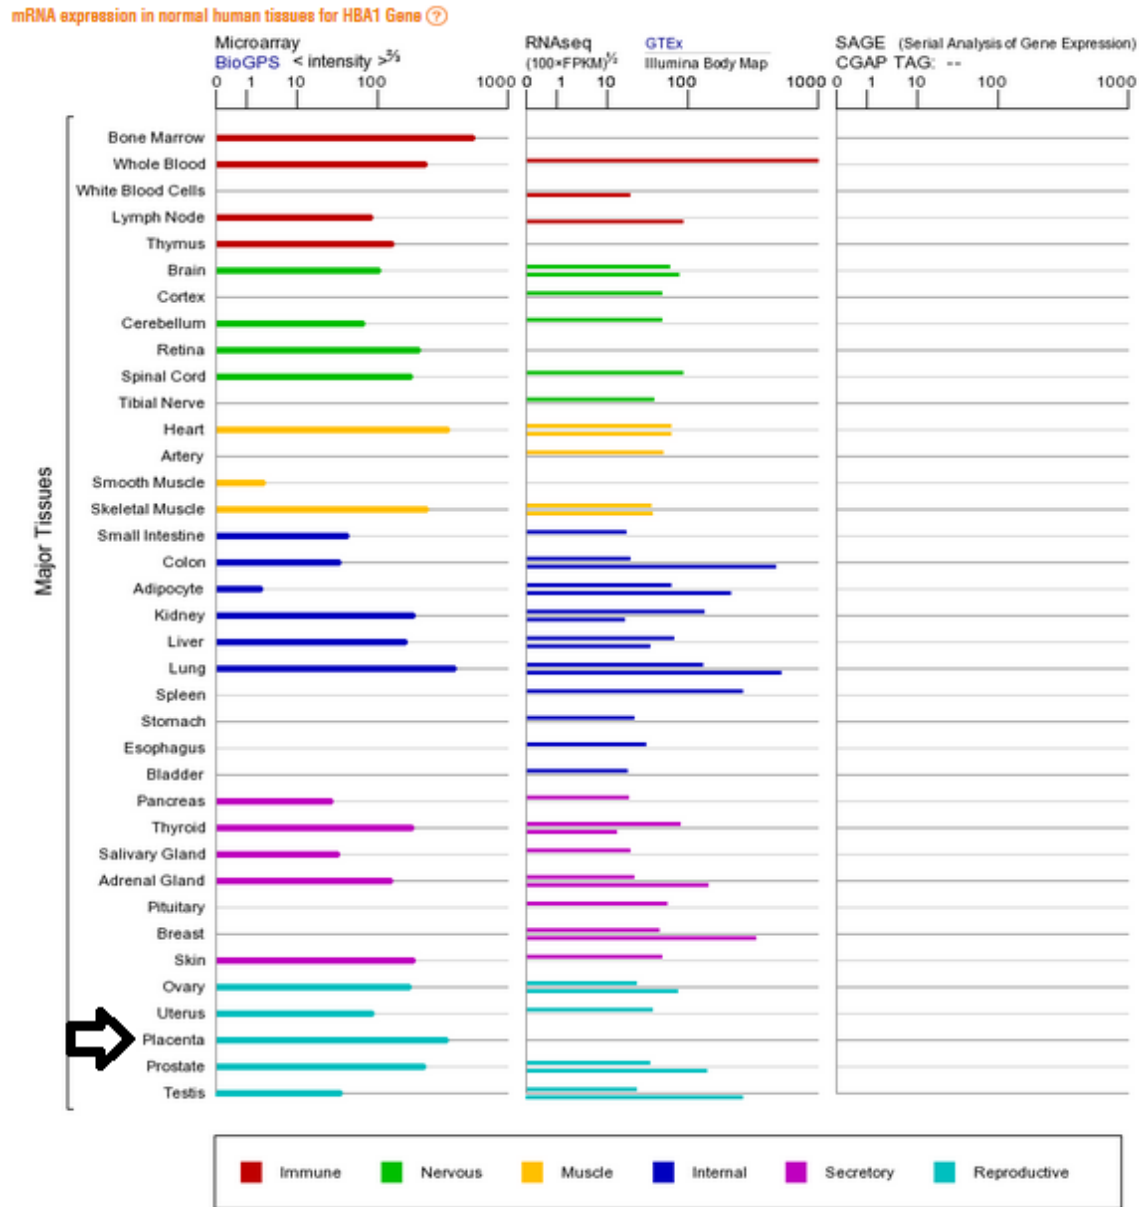 mRNA expression in normal human tissues for HBA1 Gene ?
Microarray
BioGPS < intensity >⅔
0 1 10 100 1000
RNAseq GTEx
(100×FPKM)½ Illumina Body Map
0 1 10 100 1000
SAGE (Serial Analysis of Gene Expression)
CGAP TAG: --
0 1 10 100 1000
Major Tissues
Bone Marrow
Whole Blood
White Blood Cells
Lymph Node
Thymus
Brain
Cortex
Cerebellum
Retina
Spinal Cord
Tibial Nerve
Heart
Artery
Smooth Muscle
Skeletal Muscle
Small Intestine
Colon
Adipocyte
Kidney
Liver
Lung
Spleen
Stomach
Esophagus
Bladder
Pancreas
Thyroid
Salivary Gland
Adrenal Gland
Pituitary
Breast
Skin
Ovary
Uterus
Placenta
Prostate
Testis
Immune Nervous Muscle Internal Secretory Reproductive